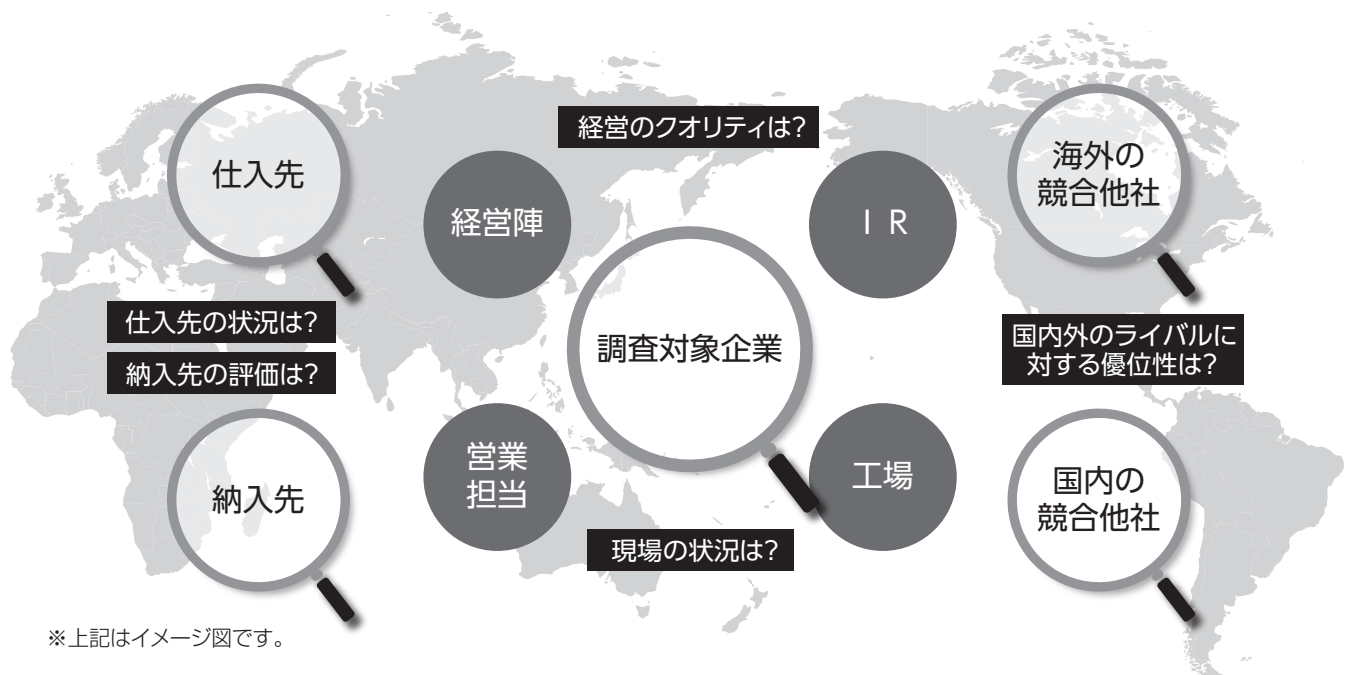 経営のクオリティは?
仕入先
経営陣
I R
海外の
競合他社
仕入先の状況は?
納入先の評価は?
調査対象企業
国内外のライバルに
対する優位性は?
納入先
営業
担当
工場
国内の
競合他社
現場の状況は?
※上記はイメージ図です。